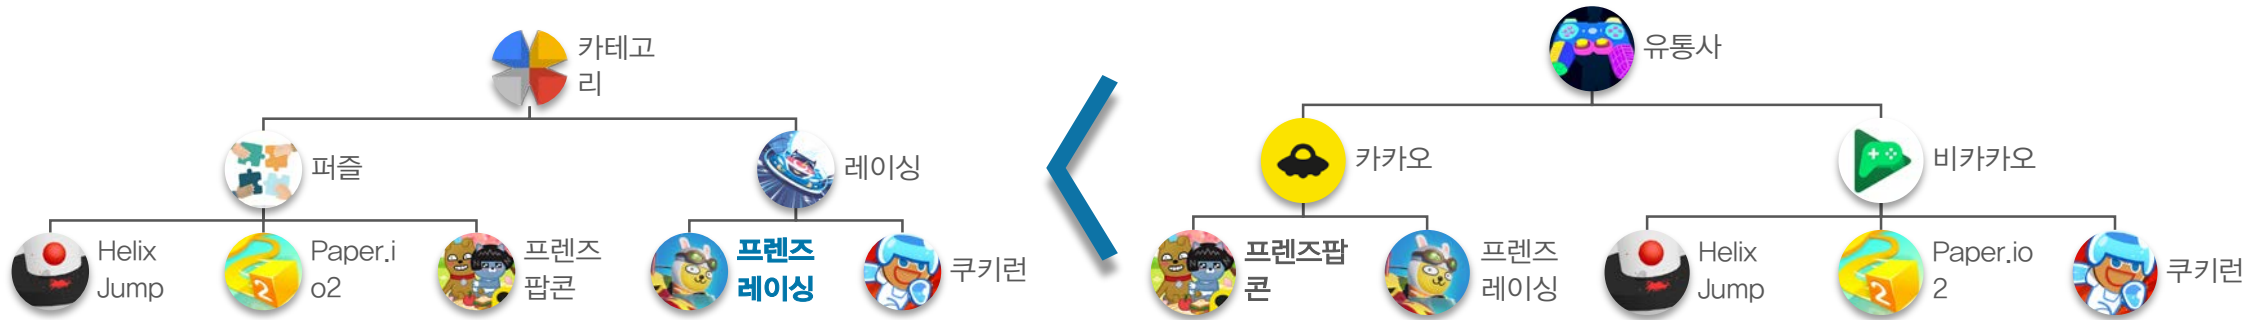 카테고
리
퍼즐
레이싱
Helix
Jump
Paper.i
o2
프렌즈
팝콘
프렌즈
레이싱
쿠키런
유통사
카카오
비카카오
프렌즈팝
콘
프렌즈
레이싱
Helix
Jump
Paper.io
2
쿠키런